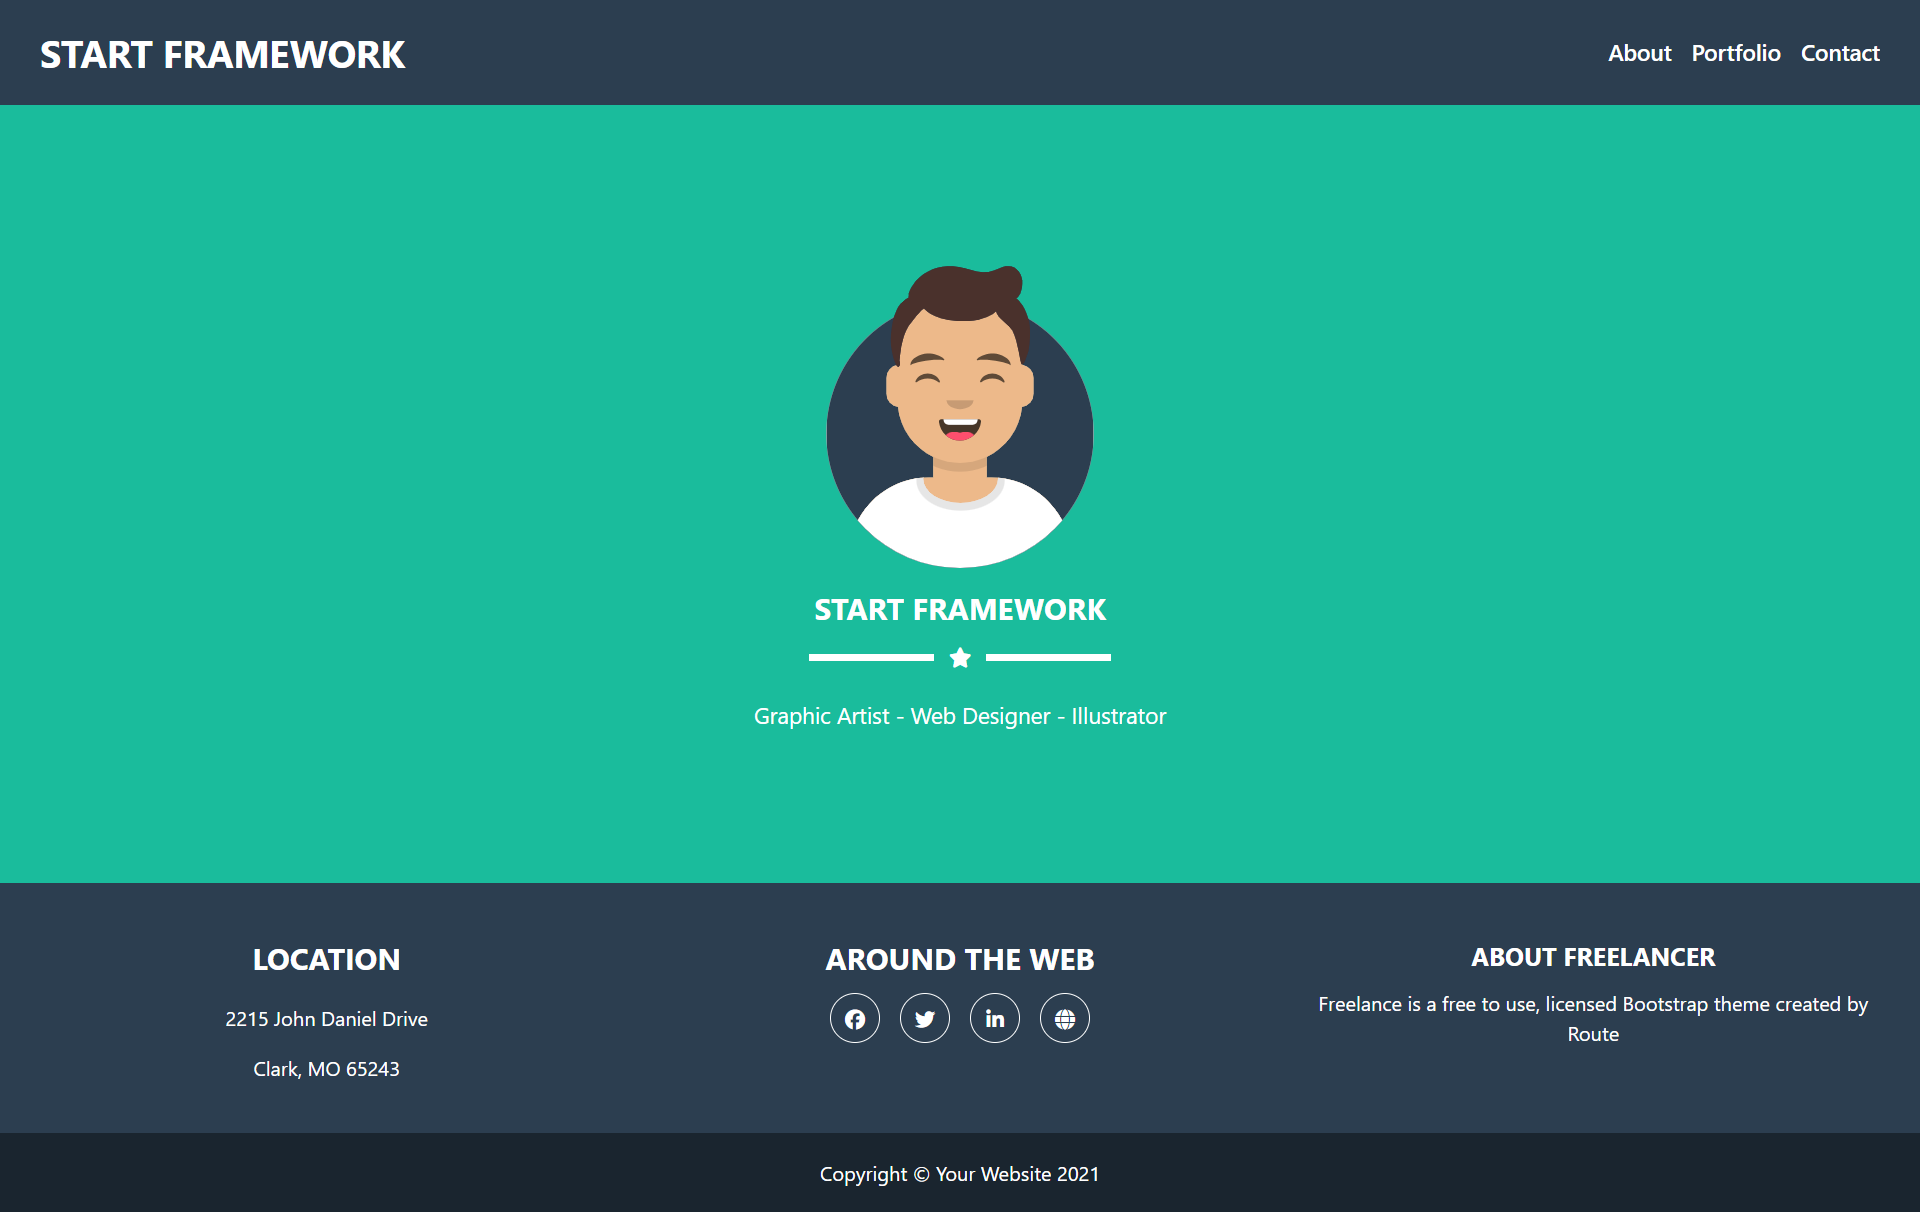 START FRAMEWORK
About Portfolio Contact
START FRAMEWORK
Graphic Artist - Web Designer - Illustrator
LOCATION
2215 John Daniel Drive
Clark, MO 65243
AROUND THE WEB
ABOUT FREELANCER
Freelance is a free to use, licensed Bootstrap theme created by
Route
Copyright © Your Website 2021